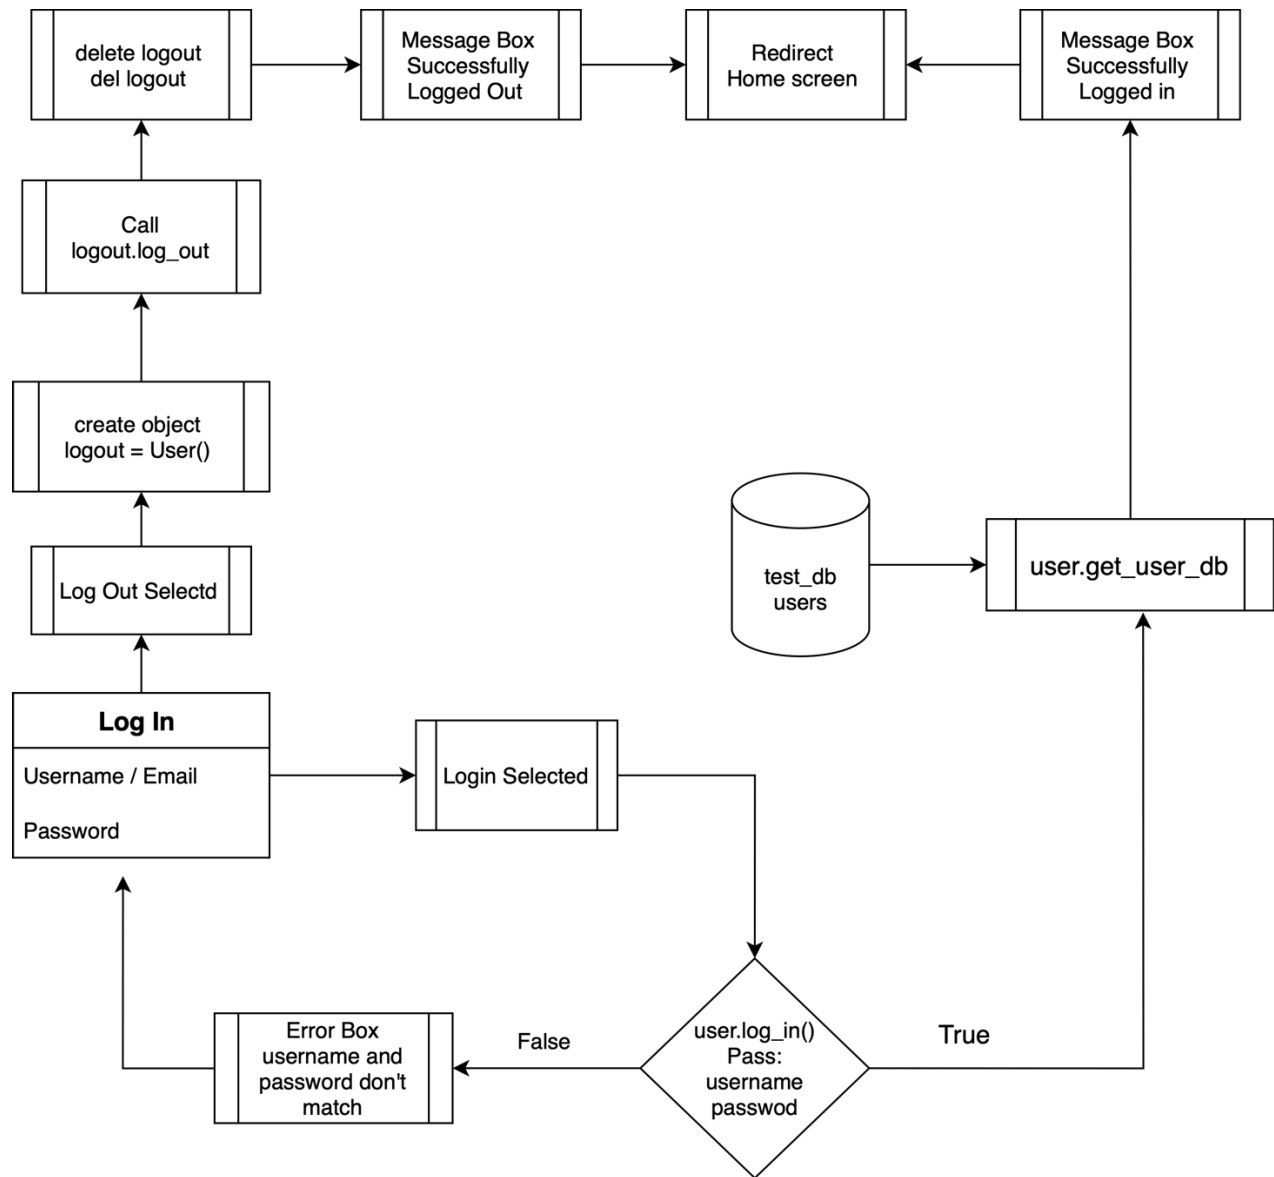 delete logout
del logout
Message Box
Successfully
Logged Out
Redirect
Home screen
Message Box
Successfully
Logged in
Call
logout.log_out
create object
logout = User()
test_db
users
user.get_user_db
Log Out Selectd
Log In
Username / Email
Password
Login Selected
Error Box
username and
password don't
match
False
user.log_in()
Pass:
username
passwod
True